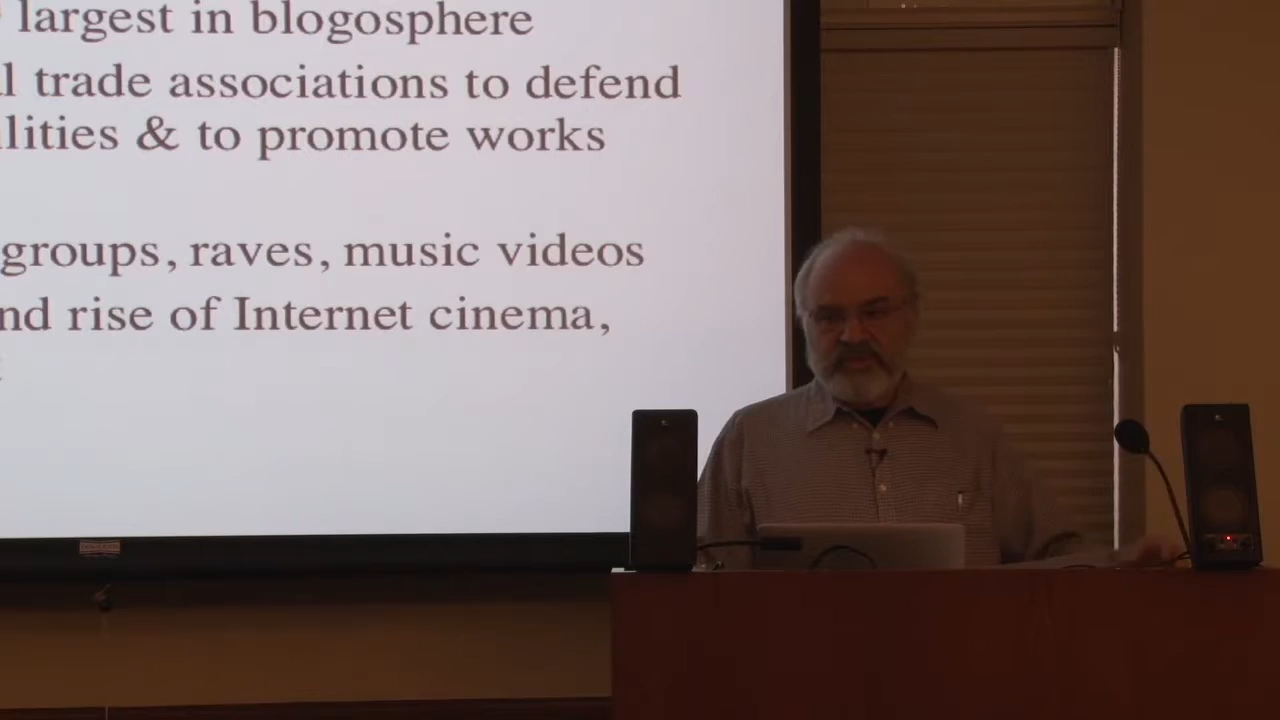 largest in blogosphere
l trade associations to defend
lities & to promote works
groups, raves, music videos
nd rise of Internet cinema,